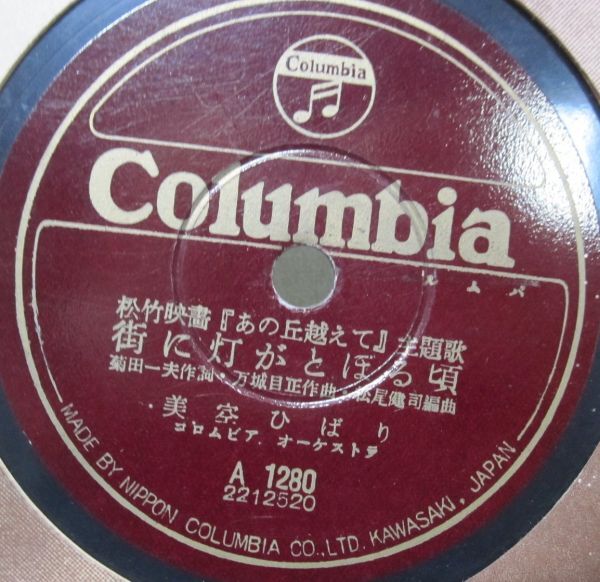 Columbia
Columbia
ルムバ
松竹映畫『あの丘越えて』主題歌
街に灯がとぼる頃
菊田一夫作詞・万城目正作曲・松尾健司編曲
美空ひばり
コロムビア・オーケストラ
A 1280
2212520
MADE BY NIPPON COLUMBIA CO.,LTD. KAWASAKI, JAPAN